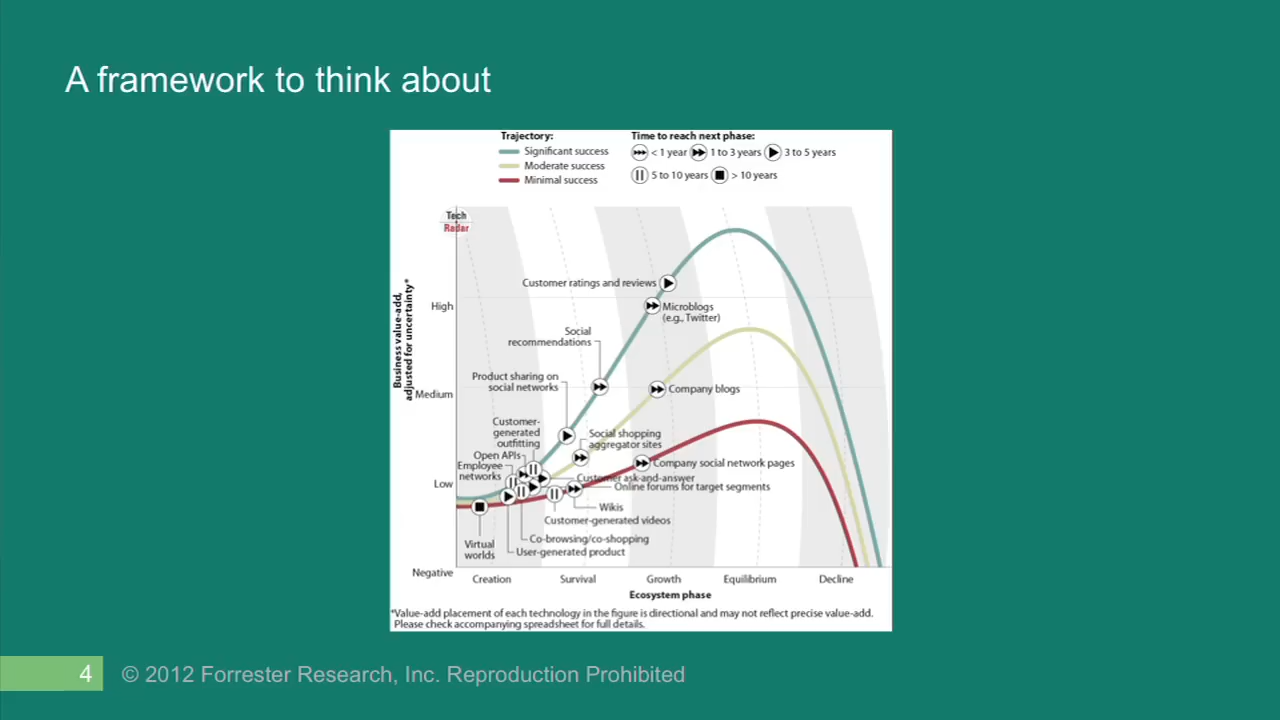 A framework to think about
Trajectory:
Significant success
Moderate success
Minimal success
Time to reach next phase:
< 1 year
1 to 3 years
3 to 5 years
5 to 10 years
> 10 years
Tech
Radar
Business value-add,
adjusted for uncertainty*
High
Medium
Low
Negative
Customer ratings and reviews
Microblogs
(e.g., Twitter)
Social
recommendations
Product sharing on
social networks
Company blogs
Customer-
generated
outfitting
Social shopping
aggregator sites
Open APIs
Employee
networks
Company social network pages
Customer ask-and-answer
Online forums for target segments
Wikis
Customer-generated videos
Co-browsing/co-shopping
User-generated product
Virtual
worlds
Creation
Survival
Growth
Equilibrium
Decline
Ecosystem phase
*Value-add placement of each technology in the figure is directional and may not reflect precise value-add.
Please check accompanying spreadsheet for full details.
4
© 2012 Forrester Research, Inc. Reproduction Prohibited